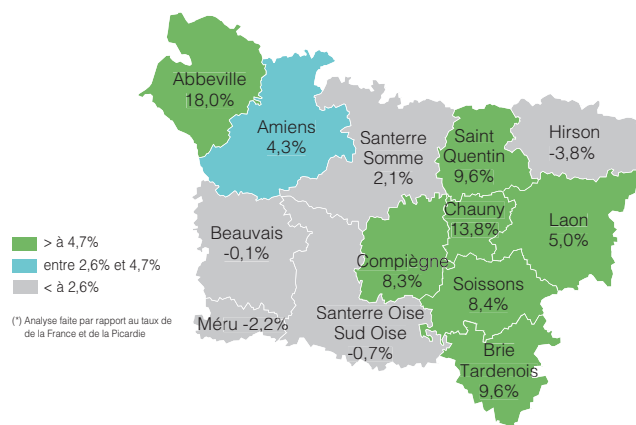 Abbeville
18,0%
Amiens
4,3%
Santerre
Somme
2,1%
Saint
Quentin
9,6%
Hirson
-3,8%
Beauvais
-0,1%
Compiègne
8,3%
Chauny
13,8%
Laon
5,0%
Soissons
8,4%
Méru -2,2%
Santerre Oise
Sud Oise
-0,7%
Brie
Tardenois
9,6%
> à 4,7%
entre 2,6% et 4,7%
< à 2,6%
(*) Analyse faite par rapport au taux de
de la France et de la Picardie